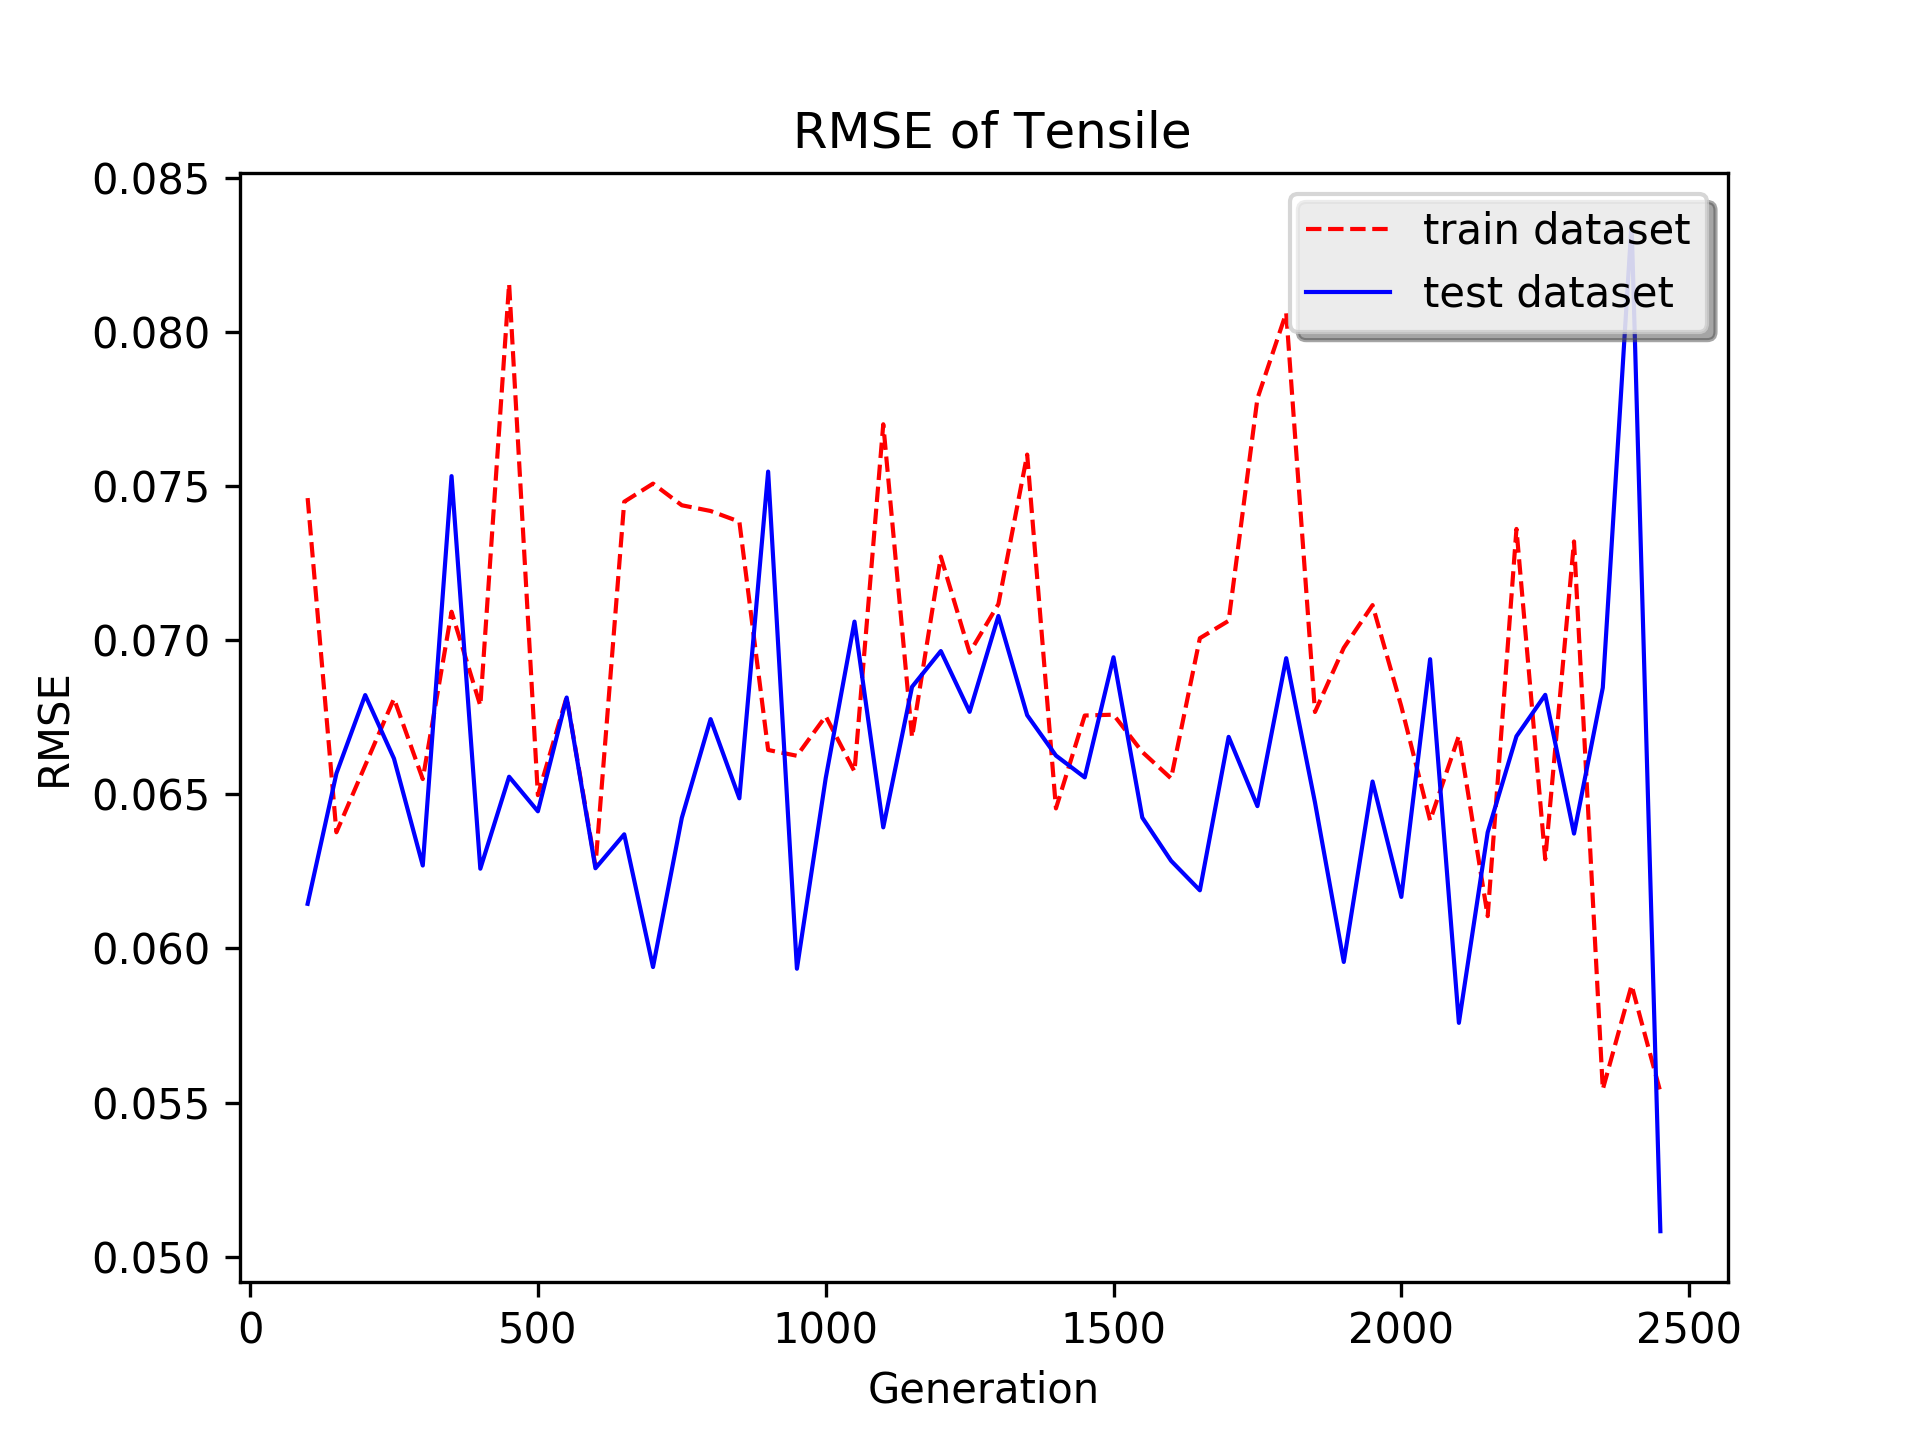 RMSE of Tensile
train dataset
test dataset
0.085
0.080
0.075
0.070
0.065
0.060
0.055
0.050
RMSE
0 500 1000 1500 2000 2500
Generation